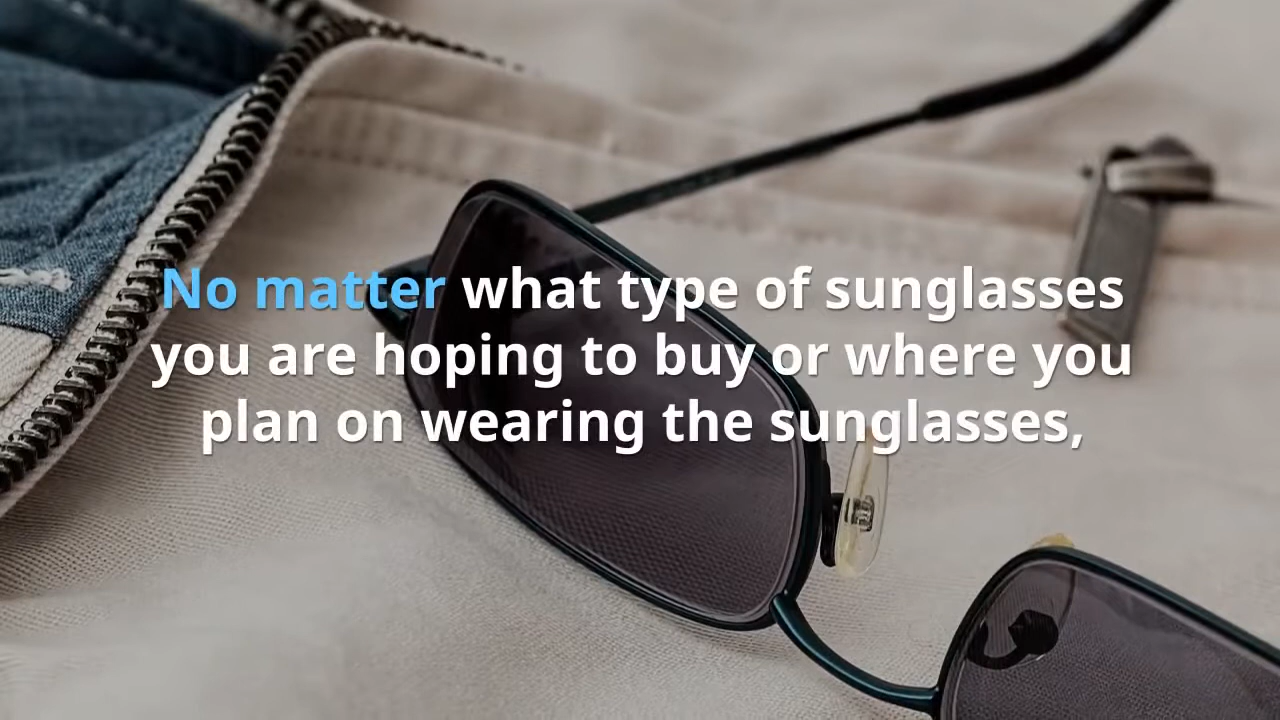 No matter what type of sunglasses
you are hoping to buy or where you
plan on wearing the sunglasses,